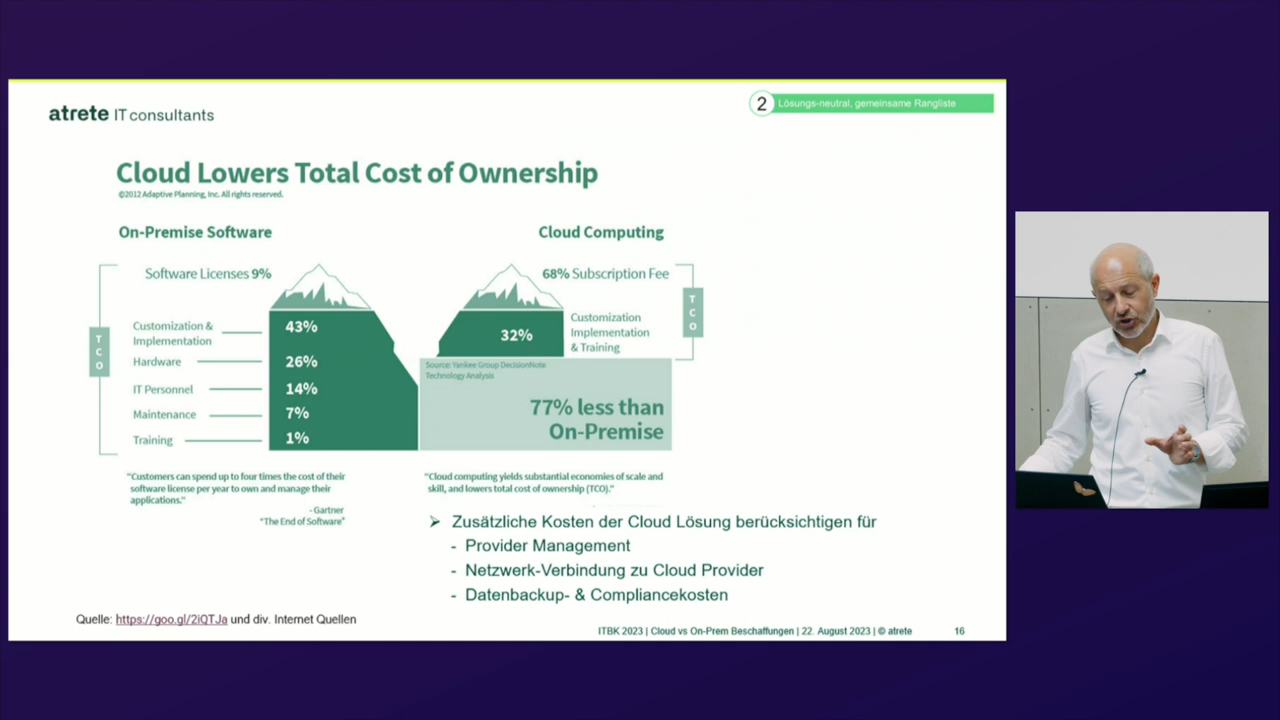 atrete IT consultants
2 Lösungs-neutral, gemeinsame Rangliste
Cloud Lowers Total Cost of Ownership
©2012 Adaptive Planning, Inc. All rights reserved.
On-Premise Software
Software Licenses 9%
TCO
Customization &
Implementation
43%
Hardware
26%
IT Personnel
14%
Maintenance
7%
Training
1%
"Customers can spend up to four times the cost of their
software license per year to own and manage their
applications."
- Gartner
"The End of Software"
Cloud Computing
68% Subscription Fee
TCO
32%
Customization
Implementation
& Training
Source: Yankee Group DecisionNote
Technology Analysis
77% less than
On-Premise
"Cloud computing yields substantial economies of scale and
skill, and lowers total cost of ownership (TCO)."
➢ Zusätzliche Kosten der Cloud Lösung berücksichtigen für
- Provider Management
- Netzwerk-Verbindung zu Cloud Provider
- Datenbackup- & Compliancekosten
Quelle: https://goo.gl/2iQTJa und div. Internet Quellen
ITBK 2023 | Cloud vs On-Prem Beschaffungen | 22. August 2023 | © atrete
16